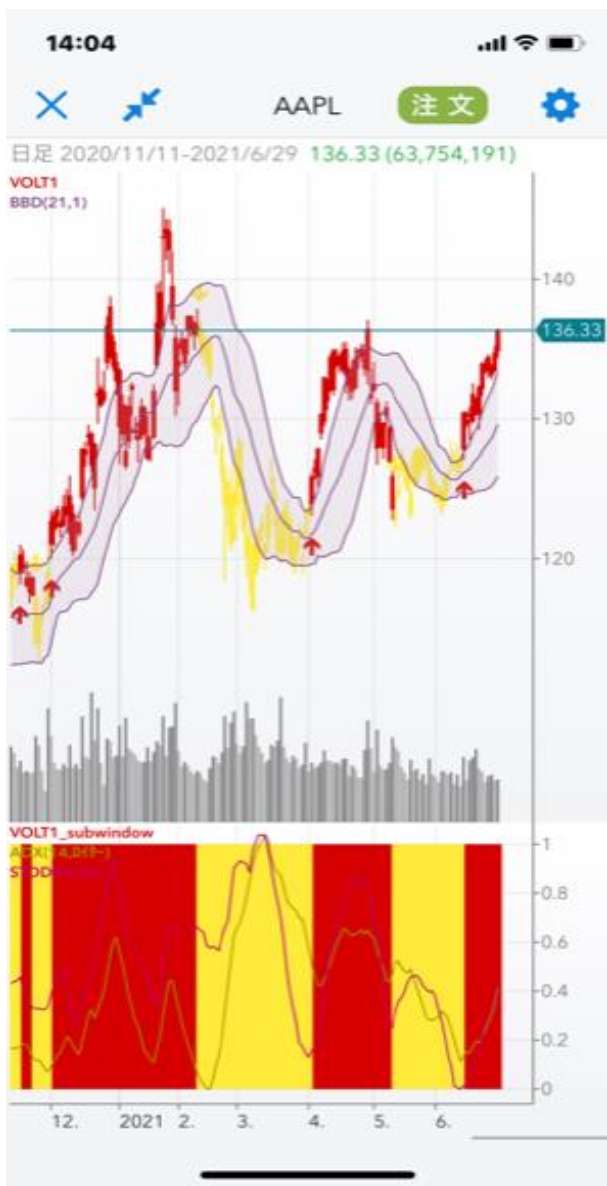 14:04
AAPL 注文
日足 2020/11/11-2021/6/29 136.33 (63,754,191)
VOLT1
BBD(21,1)
140
136.33
130
120
VOLT1_subwindow
1
0.8
0.6
0.4
0.2
0
12. 2021 2. 3. 4. 5. 6.